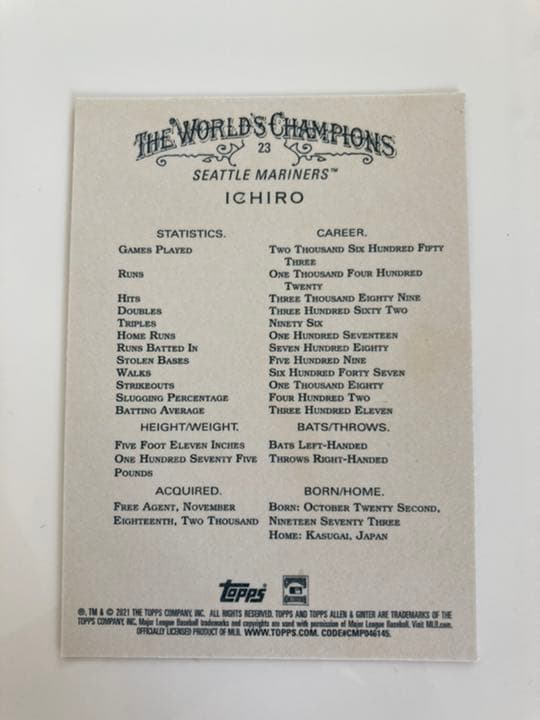 THE WORLD'S CHAMPIONS
23
SEATTLE MARINERS™
ICHIRO
STATISTICS. CAREER.
GAMES PLAYED TWO THOUSAND SIX HUNDRED FIFTY
THREE
RUNS ONE THOUSAND FOUR HUNDRED
TWENTY
HITS THREE THOUSAND EIGHTY NINE
DOUBLES THREE HUNDRED SIXTY TWO
TRIPLES NINETY SIX
HOME RUNS ONE HUNDRED SEVENTEEN
RUNS BATTED IN SEVEN HUNDRED EIGHTY
STOLEN BASES FIVE HUNDRED NINE
WALKS SIX HUNDRED FORTY SEVEN
STRIKEOUTS ONE THOUSAND EIGHTY
SLUGGING PERCENTAGE FOUR HUNDRED TWO
BATTING AVERAGE THREE HUNDRED ELEVEN
HEIGHT/WEIGHT. BATS/THROWS.
FIVE FOOT ELEVEN INCHES BATS LEFT-HANDED
ONE HUNDRED SEVENTY FIVE THROWS RIGHT-HANDED
POUNDS
ACQUIRED. BORN/HOME.
FREE AGENT, NOVEMBER BORN: OCTOBER TWENTY SECOND,
EIGHTEENTH, TWO THOUSAND NINETEEN SEVENTY THREE
HOME: KASUGAI, JAPAN
Topps
®, TM & © 2021 THE TOPPS COMPANY, INC. ALL RIGHTS RESERVED. TOPPS AND TOPPS ALLEN & GINTER ARE TRADEMARKS OF THE
TOPPS COMPANY, INC. Major League Baseball trademarks and copyrights are used with permission of Major League Baseball. Visit MLB.com.
OFFICIALLY LICENSED PRODUCT OF MLB. WWW.TOPPS.COM. CODE#CMP046145.